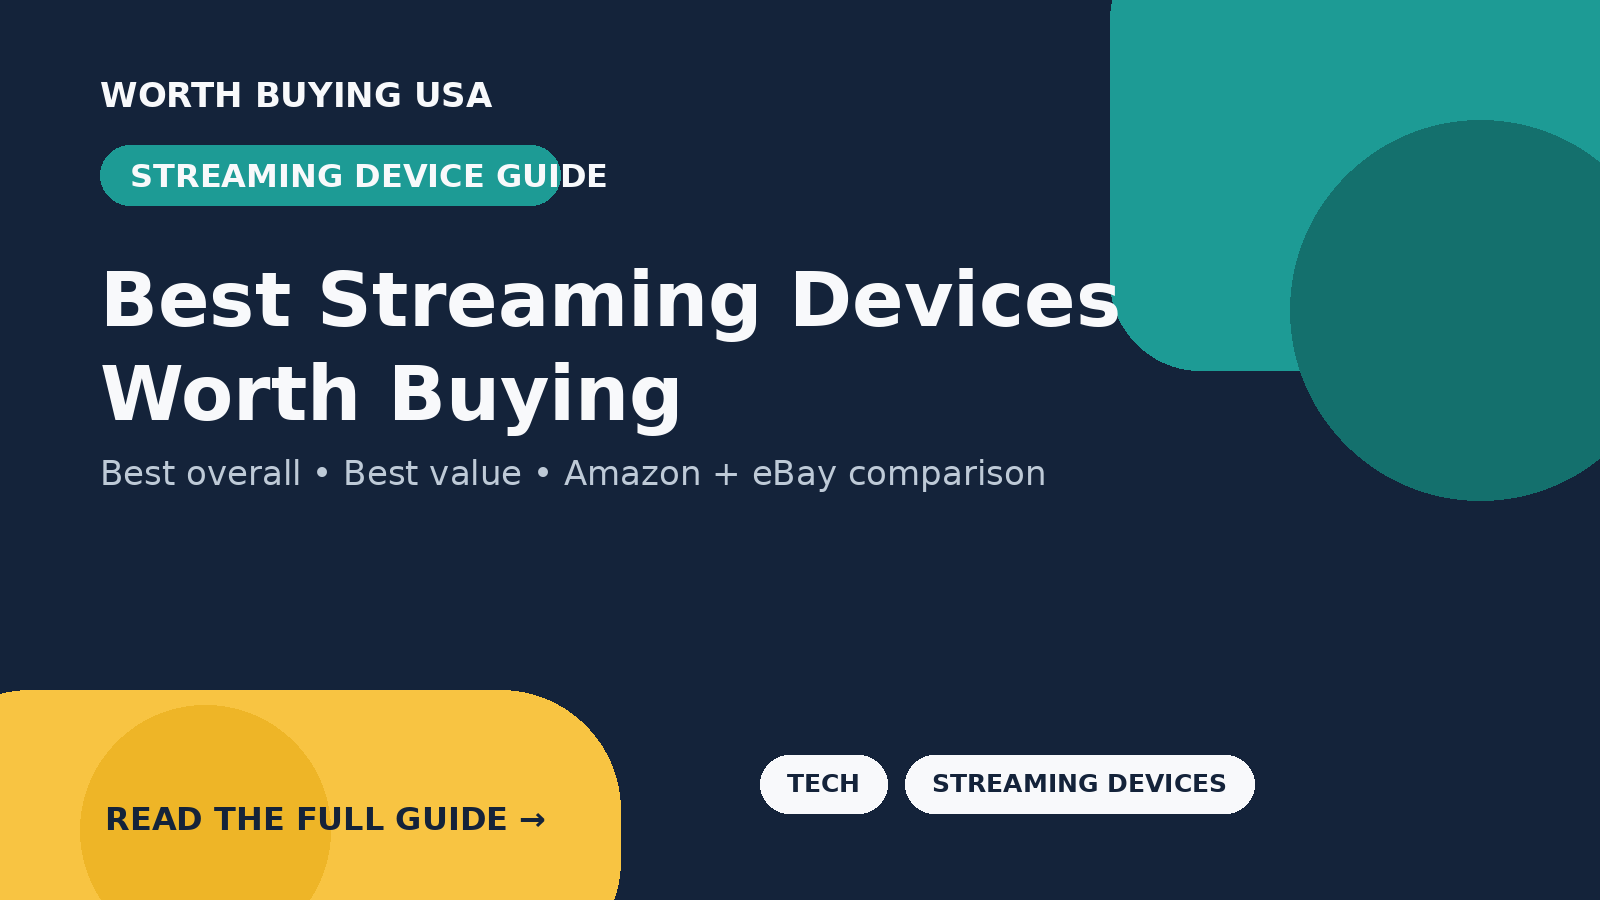 WORTH BUYING USA
STREAMING DEVICE GUIDE
Best Streaming Devices
Worth Buying
Best overall • Best value • Amazon + eBay comparison
READ THE FULL GUIDE →
TECH
STREAMING DEVICES